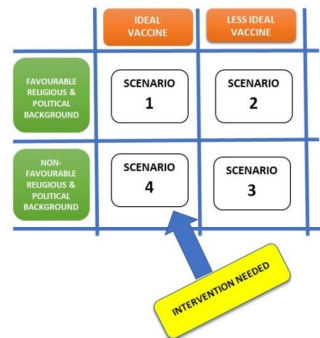 IDEAL
VACCINE
LESS IDEAL
VACCINE
FAVOURABLE
RELIGIOUS &
POLITICAL
BACKGROUND
SCENARIO
1
SCENARIO
2
NON-
FAVOURABLE
RELIGIOUS &
POLITICAL
BACKGROUND
SCENARIO
4
SCENARIO
3
INTERVENTION NEEDED